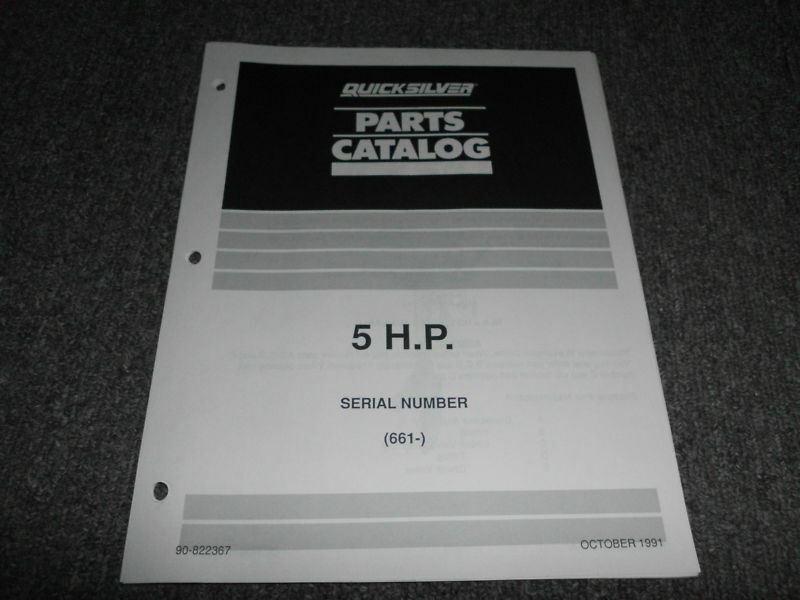 QUICKSILVER
PARTS
CATALOG
5 H.P.
SERIAL NUMBER
(661-)
90-822367
OCTOBER 1991